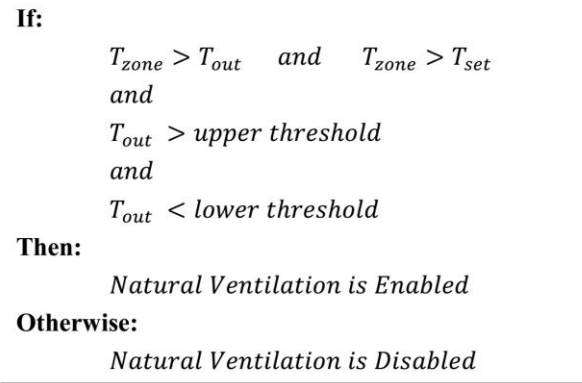 If:
T_zone > T_out and T_zone > T_set
and
T_out > upper threshold
and
T_out < lower threshold
Then:
Natural Ventilation is Enabled
Otherwise:
Natural Ventilation is Disabled